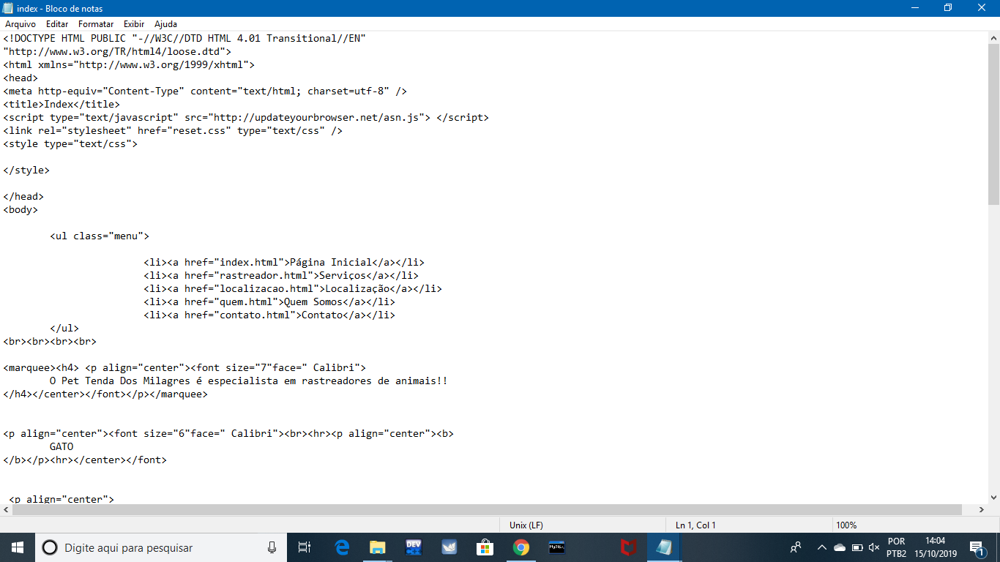 index - Bloco de notas
Arquivo Editar Formatar Exibir Ajuda
<!DOCTYPE HTML PUBLIC "-//W3C//DTD HTML 4.01 Transitional//EN"
"http://www.w3.org/TR/html4/loose.dtd">
<html xmlns="http://www.w3.org/1999/xhtml">
<head>
<meta http-equiv="Content-Type" content="text/html; charset=utf-8" />
<title>Index</title>
<script type="text/javascript" src="http://updateyourbrowser.net/asn.js"> </script>
<link rel="stylesheet" href="reset.css" type="text/css" />
<style type="text/css">
</style>
</head>
<body>
<ul class="menu">
<li><a href="index.html">Página Inicial</a></li>
<li><a href="rastreador.html">Serviços</a></li>
<li><a href="localizacao.html">Localização</a></li>
<li><a href="quem.html">Quem Somos</a></li>
<li><a href="contato.html">Contato</a></li>
</ul>
<br><br><br><br>
<marquee><h4> <p align="center"><font size="7"face=" Calibri">
O Pet Tenda Dos Milagres é especialista em rastreadores de animais!!
</h4></center></font></p></marquee>
<p align="center"><font size="6"face=" Calibri"><br><hr><p align="center"><b>
GATO
</b></p><hr></center></font>
<p align="center">
Unix (LF) Ln 1, Col 1 100%
Digite aqui para pesquisar
DEV
MySQL
POR
PTB2
14:04
15/10/2019
1